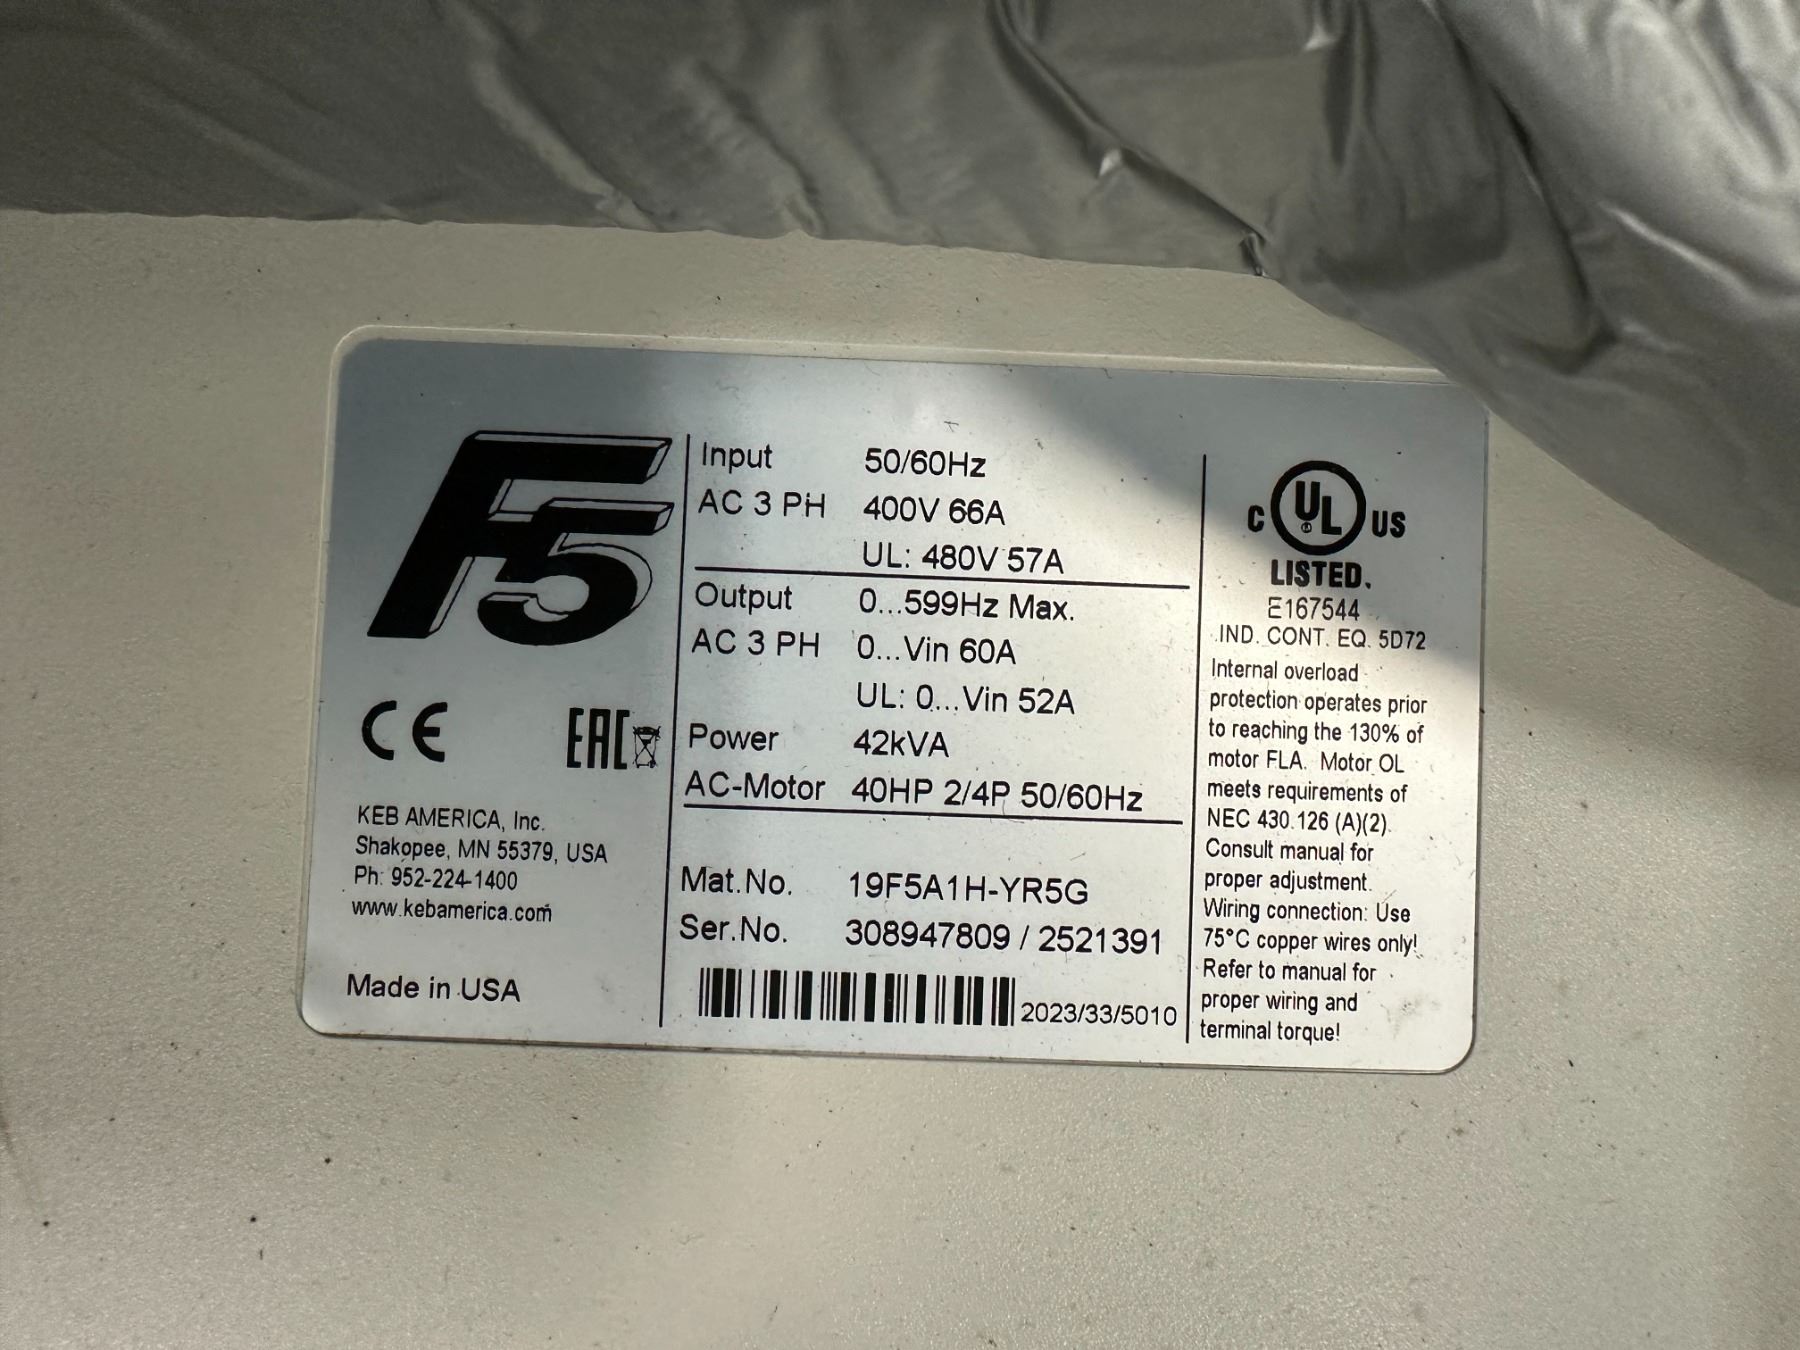 F5
CE EAC
KEB AMERICA, Inc.
Shakopee, MN 55379, USA
Ph: 952-224-1400
www.kebamerica.com
Made in USA
Input 50/60Hz
AC 3 PH 400V 66A
UL: 480V 57A
Output 0...599Hz Max.
AC 3 PH 0...Vin 60A
UL: 0...Vin 52A
Power 42kVA
AC-Motor 40HP 2/4P 50/60Hz
Mat.No. 19F5A1H-YR5G
Ser.No. 308947809 / 2521391
2023/33/5010
C UL US
®
LISTED.
E167544
IND. CONT. EQ. 5D72
Internal overload
protection operates prior
to reaching the 130% of
motor FLA. Motor OL
meets requirements of
NEC 430.126 (A)(2).
Consult manual for
proper adjustment.
Wiring connection: Use
75°C copper wires only!
Refer to manual for
proper wiring and
terminal torque!